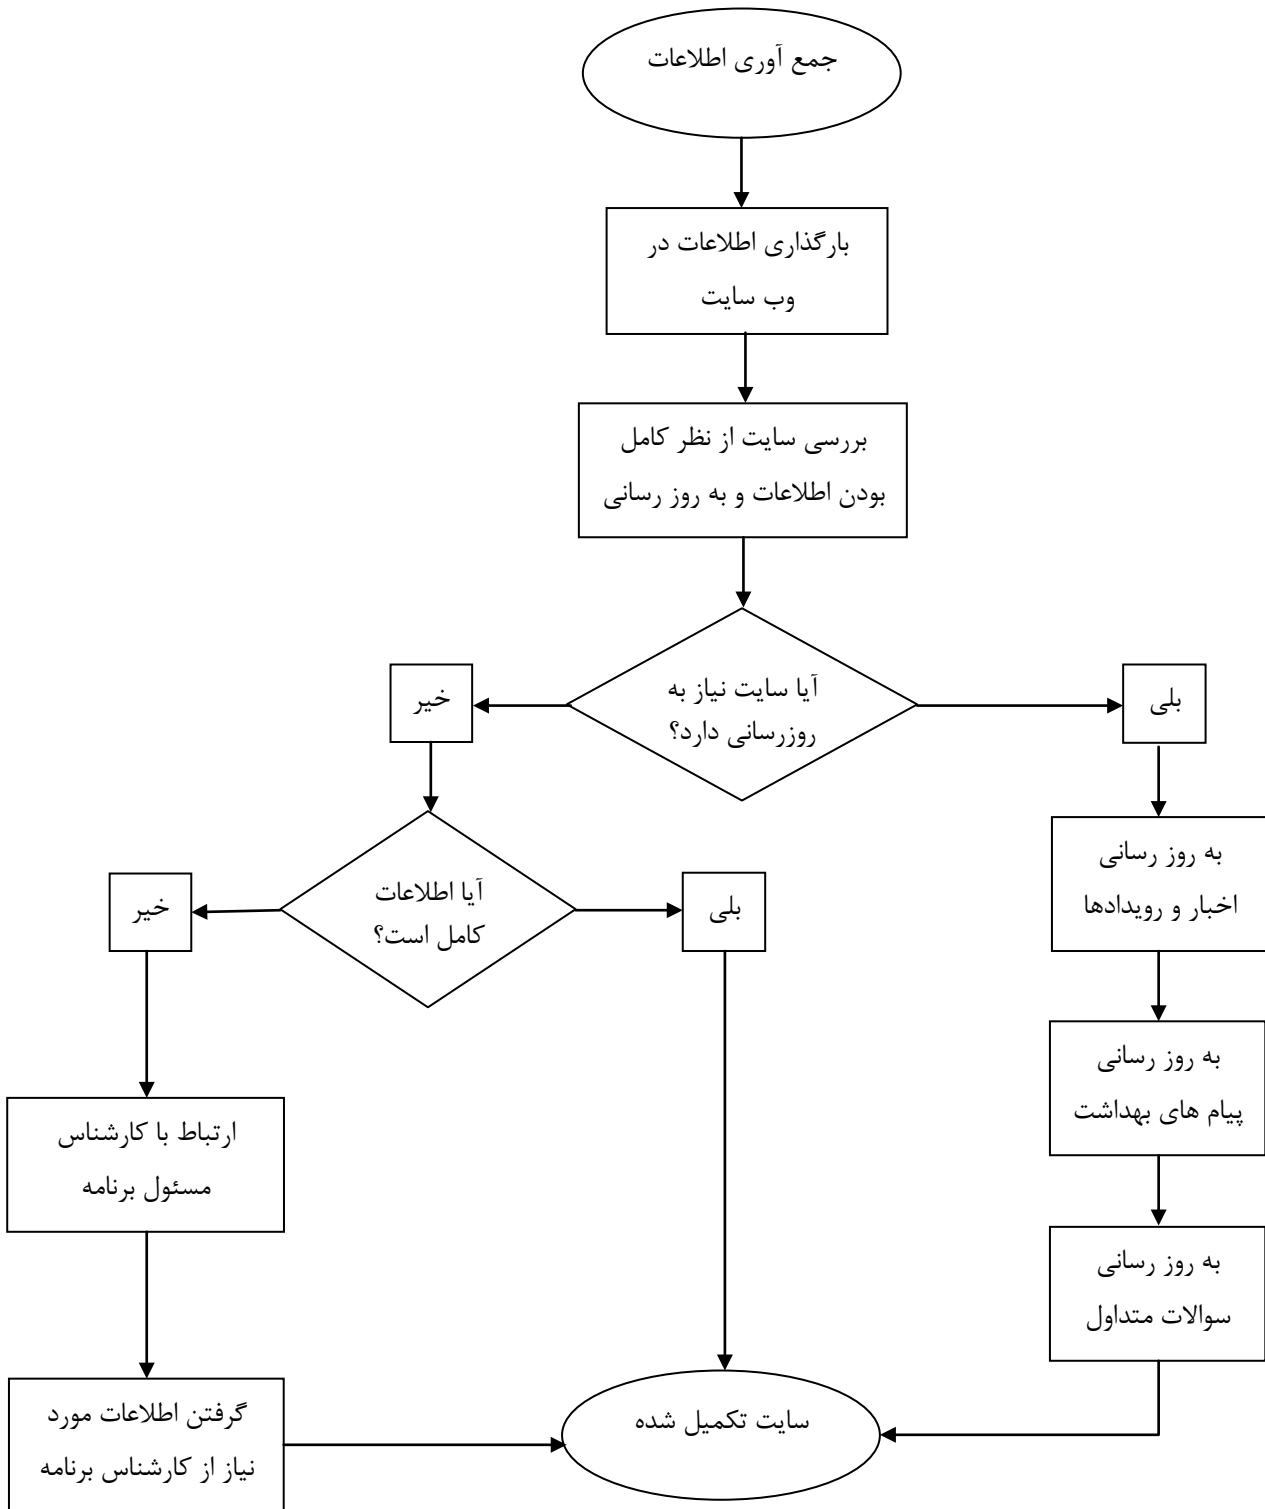 جمع آوری اطلاعات
بارگذاری اطلاعات در
وب سایت
بررسی سایت از نظر کامل
بودن اطلاعات و به روز رسانی
آیا سایت نیاز به
روزرسانی دارد؟
بلی
خیر
به روز رسانی
اخبار و رویدادها
آیا اطلاعات
کامل است؟
بلی
خیر
به روز رسانی
پیام های بهداشت
ارتباط با کارشناس
مسئول برنامه
به روز رسانی
سوالات متداول
سایت تکمیل شده
گرفتن اطلاعات مورد
نیاز از کارشناس برنامه